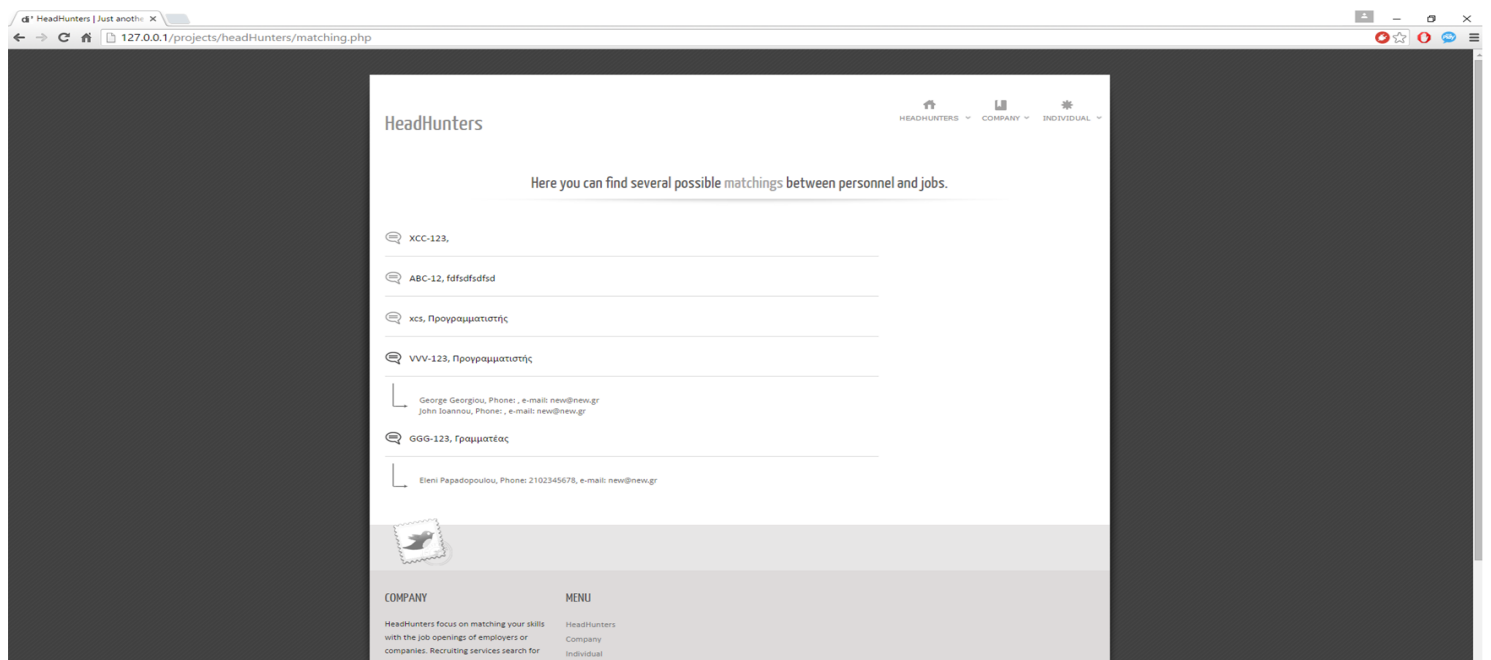 HeadHunters | Just anothe
127.0.0.1/projects/headHunters/matching.php
HeadHunters
HEADHUNTERS
COMPANY
INDIVIDUAL
Here you can find several possible matchings between personnel and jobs.
XCC-123,
ABC-12, fdfsdfsdfsd
xcs, Προγραμματιστής
VVV-123, Προγραμματιστής
George Georgiou, Phone: , e-mail: new@new.gr
John Ioannou, Phone: , e-mail: new@new.gr
GGG-123, Γραμματέας
Eleni Papadopoulou, Phone: 2102345678, e-mail: new@new.gr
COMPANY
HeadHunters focus on matching your skills
with the job openings of employers or
companies. Recruiting services search for
MENU
HeadHunters
Company
Individual